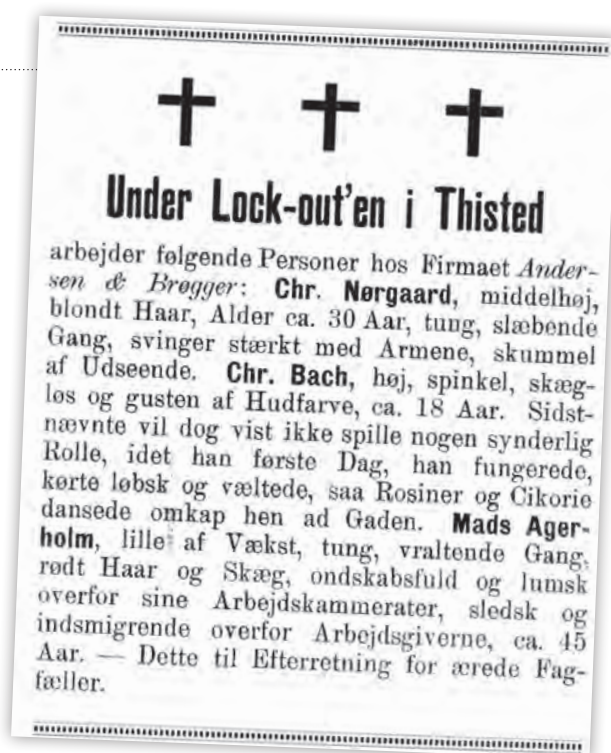 Under Lock-out'en i Thisted
arbejder følgende Personer hos Firmaet Ander-
sen & Brøgger: Chr. Nørgaard, middelhøj,
blondt Haar, Alder ca. 30 Aar, tung, slæbende
Gang, svinger stærkt med Armene, skummel
af Udseende. Chr. Bach, høj, spinkel, skæg-
løs og gusten af Hudfarve, ca. 18 Aar. Sidst-
nævnte vil dog vist ikke spille nogen synderlig
Rolle, idet han første Dag, han fungerede,
kørte løbsk og væltede, saa Rosiner og Cikorie
dansede omkap hen ad Gaden. Mads Ager-
holm, lille af Vækst, tung, vraltende Gang,
rødt Haar og Skæg, ondskabsfuld og lumsk
overfor sine Arbejdskammerater, sledsk og
indsmigrende overfor Arbejdsgiverne, ca. 45
Aar. — Dette til Efterretning for ærede Fag-
fæller.